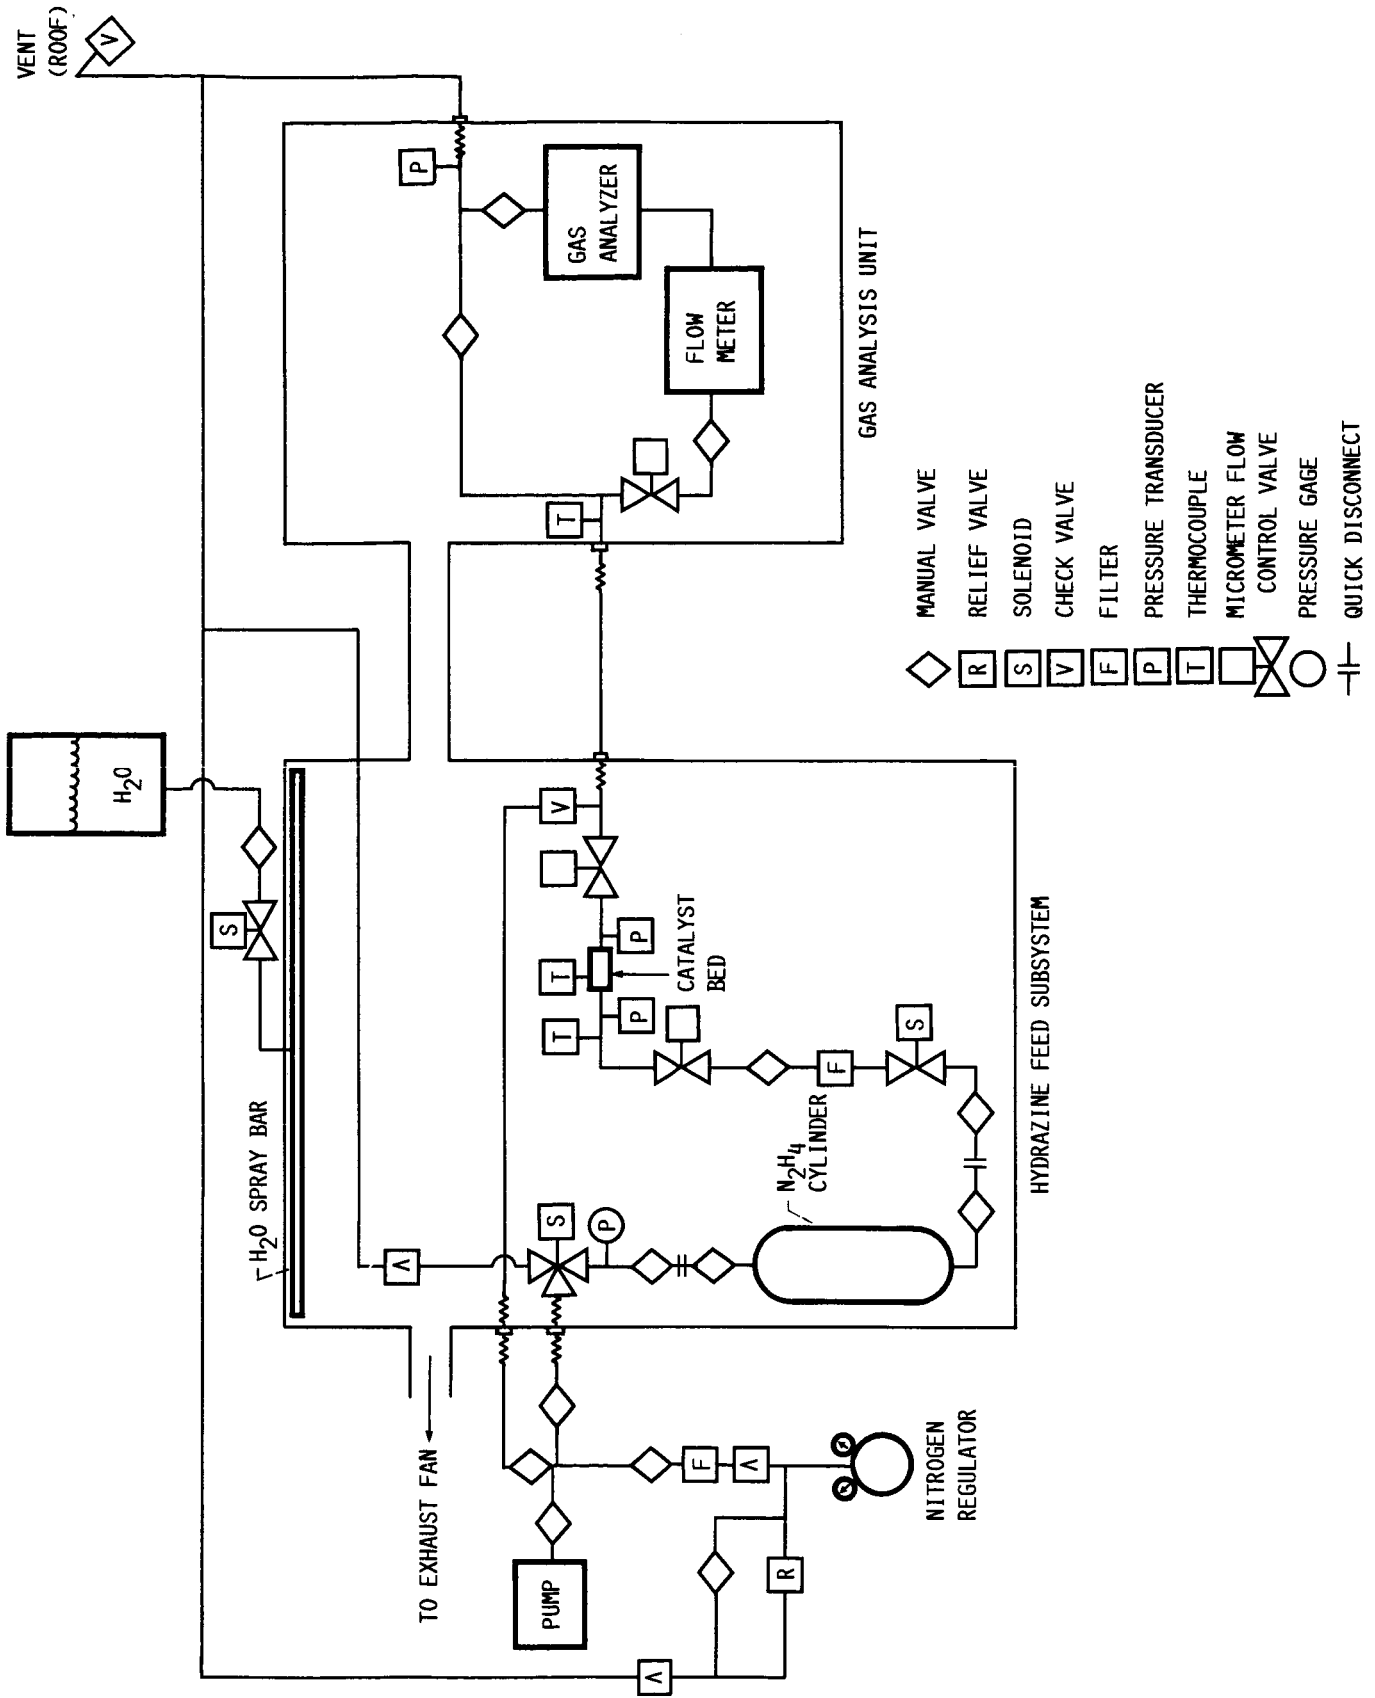 VENT
(ROOF)
V
H2O
S
H2O SPRAY BAR
TO EXHAUST FAN
PUMP
R
V
V
F
NITROGEN
REGULATOR
V
S
P
N2H4
CYLINDER
S
F
T
P
T
P
CATALYST
BED
V
HYDRAZINE FEED SUBSYSTEM
T
P
GAS
ANALYZER
FLOW
METER
GAS ANALYSIS UNIT
MANUAL VALVE
R RELIEF VALVE
S SOLENOID
V CHECK VALVE
F FILTER
P PRESSURE TRANSDUCER
T THERMOCOUPLE
MICROMETER FLOW
CONTROL VALVE
PRESSURE GAGE
QUICK DISCONNECT